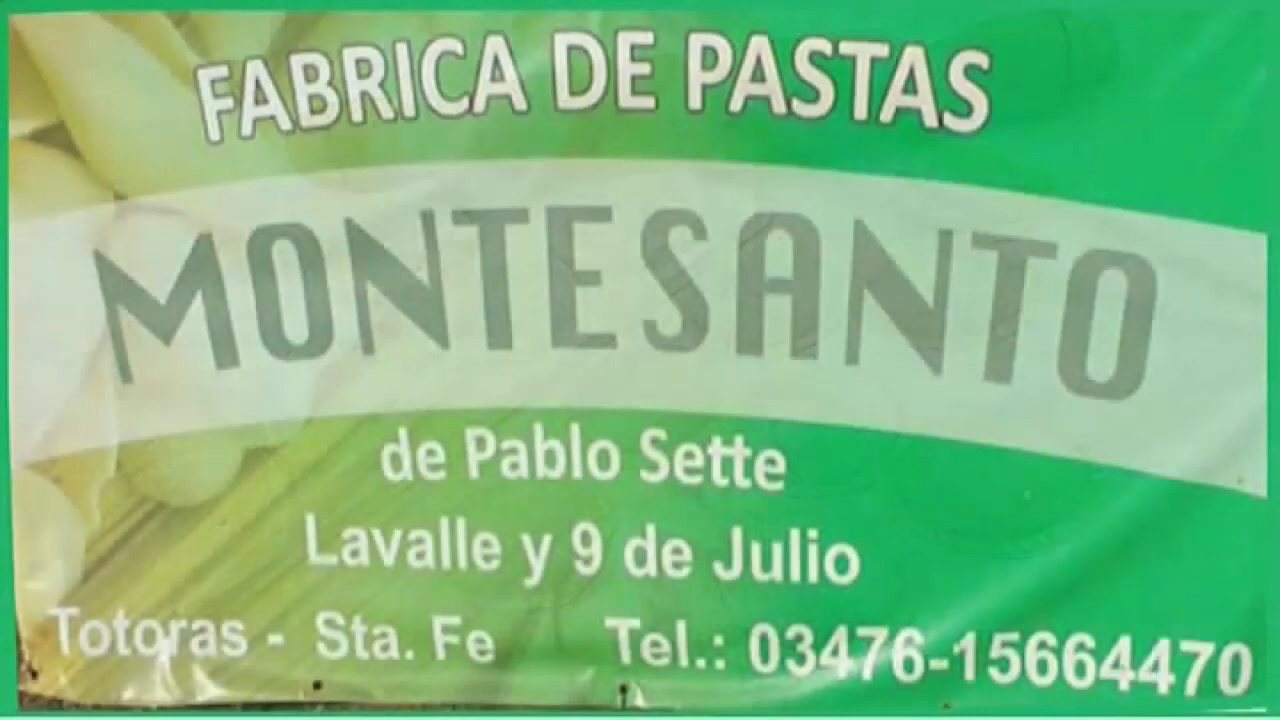 FABRICA DE PASTAS
MONTESANTO
de Pablo Sette
Lavalle y 9 de Julio
Totoras - Sta. Fe Tel.: 03476-15664470